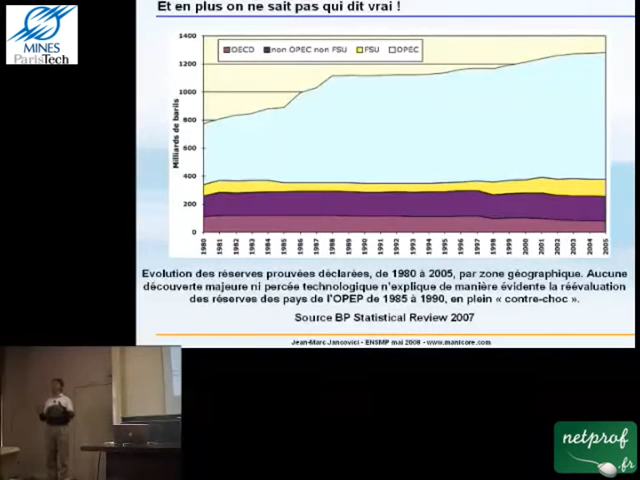 Et en plus on ne sait pas qui dit vrai !
MINES
ParisTech
1400
1200
1000
800
600
400
200
0
Milliards de barils
OECD non OPEC non FSU FSU OPEC
1980 1981 1982 1983 1984 1985 1986 1987 1988 1989 1990 1991 1992 1993 1994 1995 1996 1997 1998 1999 2000 2001 2002 2003 2004 2005
Evolution des réserves prouvées déclarées, de 1980 à 2005, par zone géographique. Aucune
découverte majeure ni percée technologique n'explique de manière évidente la réévaluation
des réserves des pays de l'OPEP de 1985 à 1990, en plein « contre-choc ».
Source BP Statistical Review 2007
Jean-Marc Jancovici - ENSMP mai 2008 - www.manicore.com
netprof
.fr